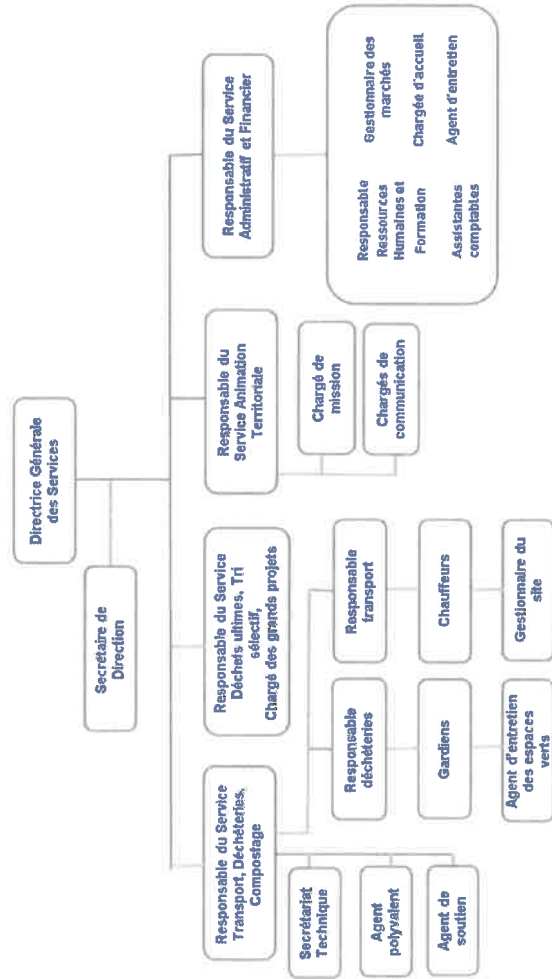 Directrice Générale
des Services
Secrétaire de
Direction
Responsable du Service
Transport, Déchèteries,
Compostage
Responsable du Service
Déchets ultimes, Tri
sélectif,
Chargé des grands projets
Responsable du
Service Animation
Territoriale
Responsable du Service
Administratif et Financier
Secrétariat
Technique
Agent
polyvalent
Agent de
soutien
Responsable
déchèteries
Gardiens
Agent d'entretien
des espaces
verts
Responsable
transport
Chauffeurs
Gestionnaire du
site
Chargé de
mission
Chargés de
communication
Responsable
Ressources
Humaines et
Formation
Assistantes
comptables
Gestionnaire des
marchés
Chargée d'accueil
Agent d'entretien